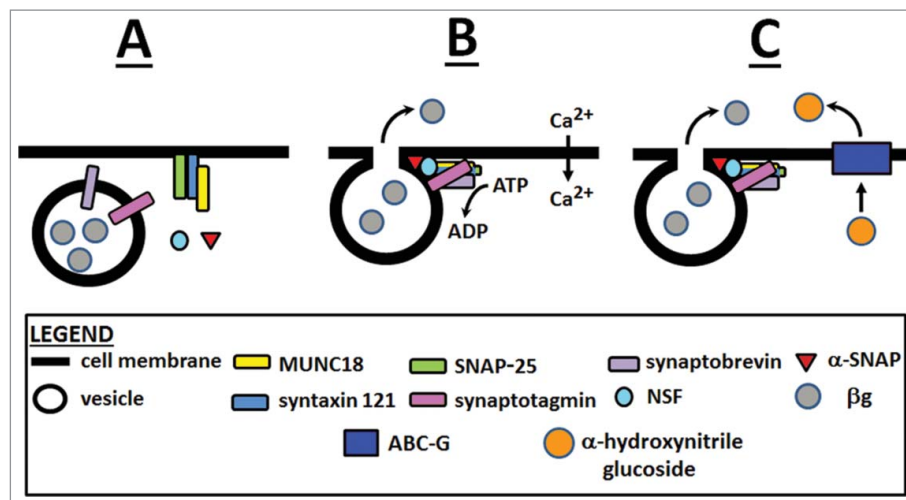 A
B
C
Ca2+
Ca2+
ATP
ADP
LEGEND
cell membrane
MUNC18
SNAP-25
synaptobrevin
α-SNAP
vesicle
syntaxin 121
synaptotagmin
NSF
βg
ABC-G
α-hydroxynitrile
glucoside